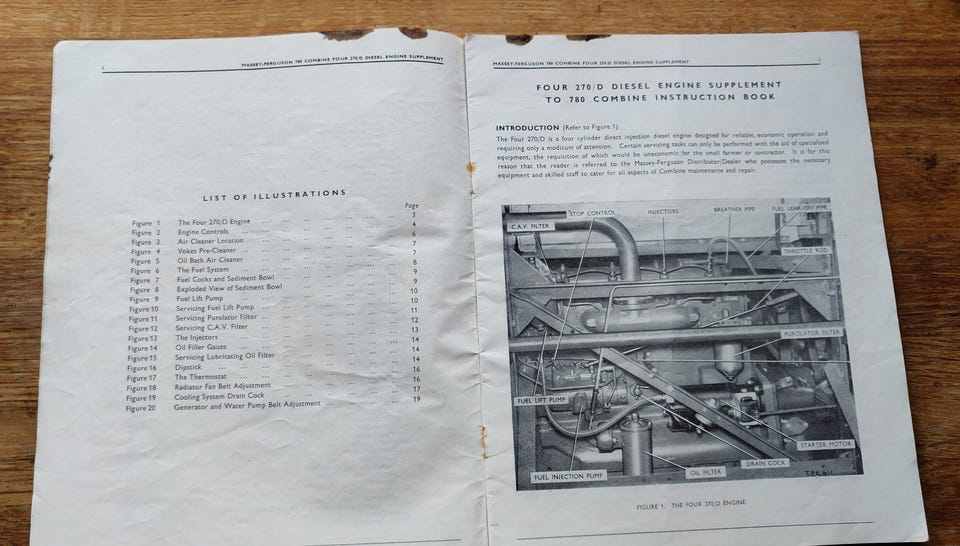 2
MASSEY-FERGUSON 780 COMBINE FOUR 270/D DIESEL ENGINE SUPPLEMENT
LIST OF ILLUSTRATIONS
Page
Figure 1 The Four 270/D Engine ... 3
Figure 2 Engine Controls ... 4
Figure 3 Air Cleaner Location ... 6
Figure 4 Vokes Pre-Cleaner ... 7
Figure 5 Oil Bath Air Cleaner ... 7
Figure 6 The Fuel System ... 8
Figure 7 Fuel Cocks and Sediment Bowl ... 9
Figure 8 Exploded View of Sediment Bowl ... 9
Figure 9 Fuel Lift Pump ... 10
Figure 10 Servicing Fuel Lift Pump ... 10
Figure 11 Servicing Purolator Filter ... 11
Figure 12 Servicing C.A.V. Filter ... 12
Figure 13 The Injectors ... 13
Figure 14 Oil Filler Gauze ... 14
Figure 15 Servicing Lubricating Oil Filter ... 14
Figure 16 Dipstick ... 14
Figure 17 The Thermostat ... 16
Figure 18 Radiator Fan Belt Adjustment ... 16
Figure 19 Cooling System Drain Cock ... 17
Figure 20 Generator and Water Pump Belt Adjustment ... 19
MASSEY-FERGUSON 780 COMBINE FOUR 270/D DIESEL ENGINE SUPPLEMENT
FOUR 270/D DIESEL ENGINE SUPPLEMENT
TO 780 COMBINE INSTRUCTION BOOK
INTRODUCTION (Refer to Figure 1)
The Four 270/D is a four cylinder direct injection diesel engine designed for reliable, economic operation and
requiring only a modicum of attention. Certain servicing tasks can only be performed with the aid of specialised
equipment, the requisition of which would be uneconomic for the small farmer or contractor. It is for this
reason that the reader is referred to the Massey-Ferguson Distributor/Dealer who possesses the necessary
equipment and skilled staff to cater for all aspects of Combine maintenance and repair.
STOP CONTROL
INJECTORS
BREATHER PIPE
FUEL LEAK-OFF PIPE
C.A.V. FILTER
THROTTLE ROD
PUROLATOR FILTER
FUEL LIFT PUMP
STARTER MOTOR
DRAIN COCK
OIL FILTER
FUEL INJECTION PUMP
T.P.C. 611
FIGURE 1. THE FOUR 270/D ENGINE.